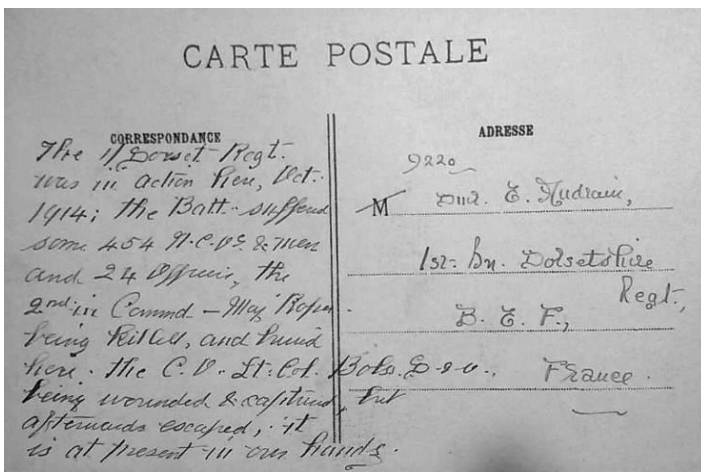 CARTE POSTALE
CORRESPONDANCE
The 1/Dorset Regt.
was in action here, Oct.
1914; the Batt. suffered
some 454 N.C.O's. & men
and 24 Officers, the
2nd in Commd - Maj. Roper
being killed, and buried
here. the C.O. Lt. Col. Bols. D.S.O.,
being wounded & captured, but
afterwards escaped, it
is at present in our hands.
ADRESSE
9220
M Dmr. E. Audrain,
1st. Bn. Dorsetshire
Regt.,
B. E. F.,
France.